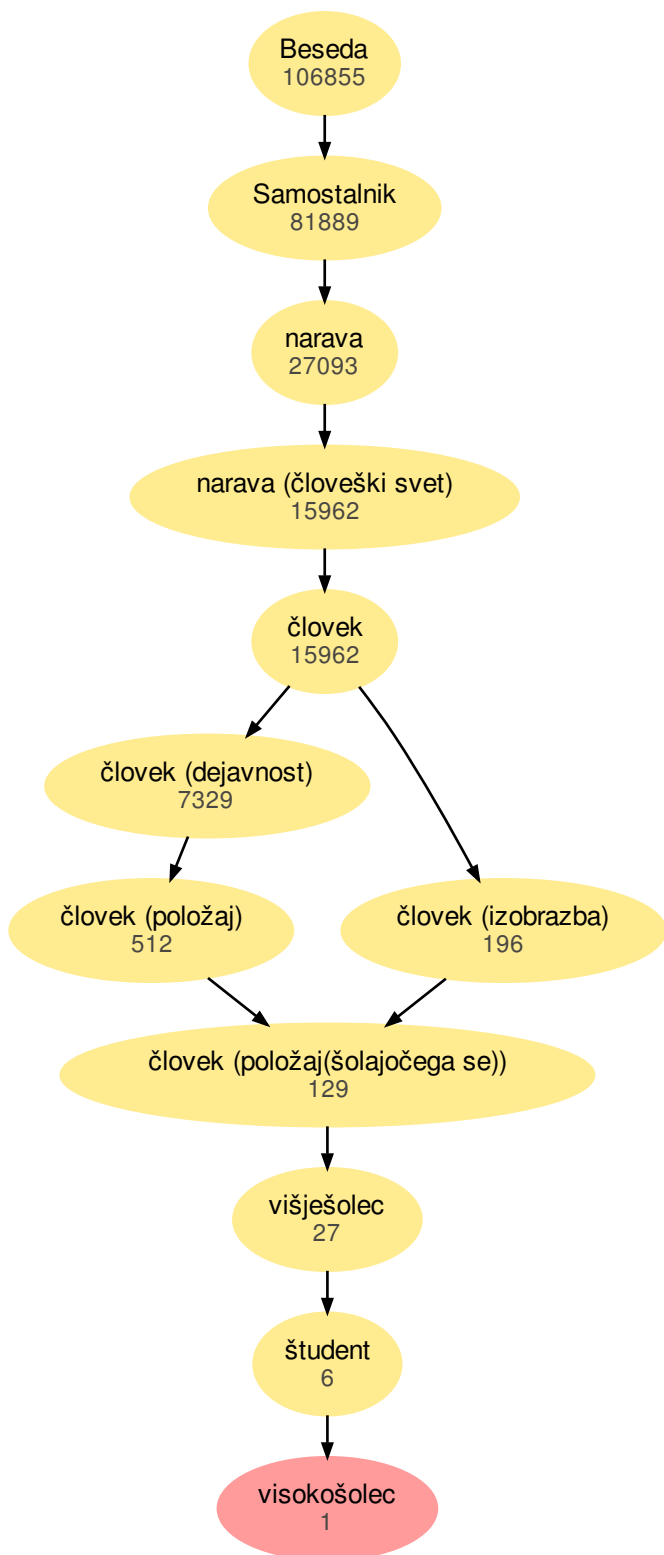 Beseda
106855
Samostalnik
81889
narava
27093
narava (človeški svet)
15962
človek
15962
človek (dejavnost)
7329
človek (položaj)
512
človek (izobrazba)
196
človek (položaj(šolajočega se))
129
višješolec
27
študent
6
visokošolec
1